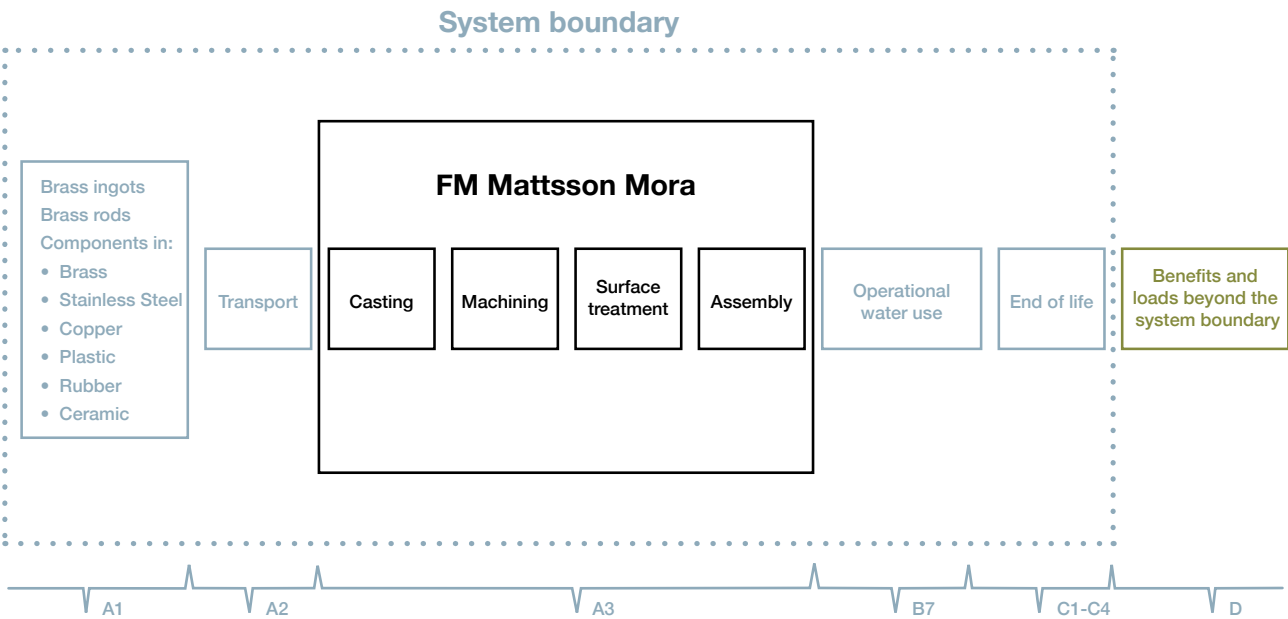 System boundary
Brass ingots
Brass rods
Components in:
• Brass
• Stainless Steel
• Copper
• Plastic
• Rubber
• Ceramic
Transport
FM Mattsson Mora
Casting
Machining
Surface
treatment
Assembly
Operational
water use
End of life
Benefits and
loads beyond the
system boundary
A1
A2
A3
B7
C1-C4
D